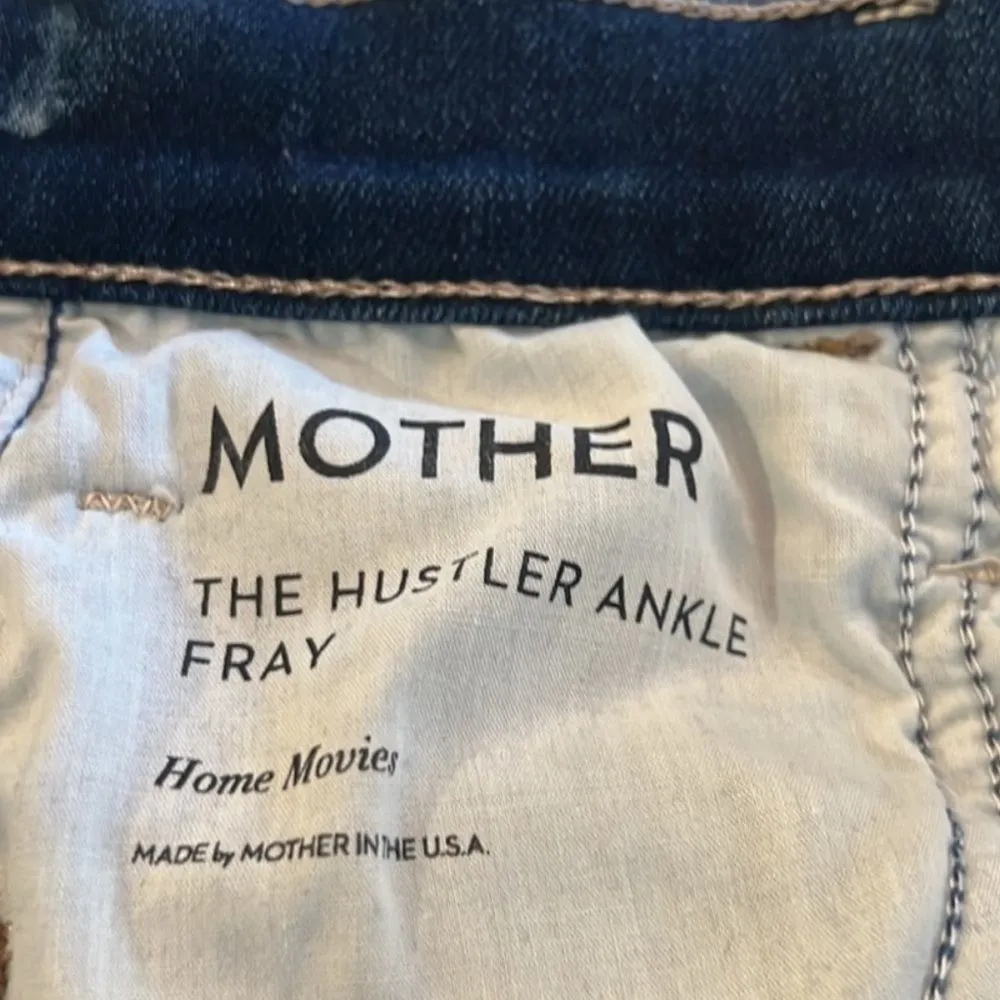 MOTHER
THE HUSTLER ANKLE
FRAY
Home Movies
MADE by MOTHER IN THE U.S.A.